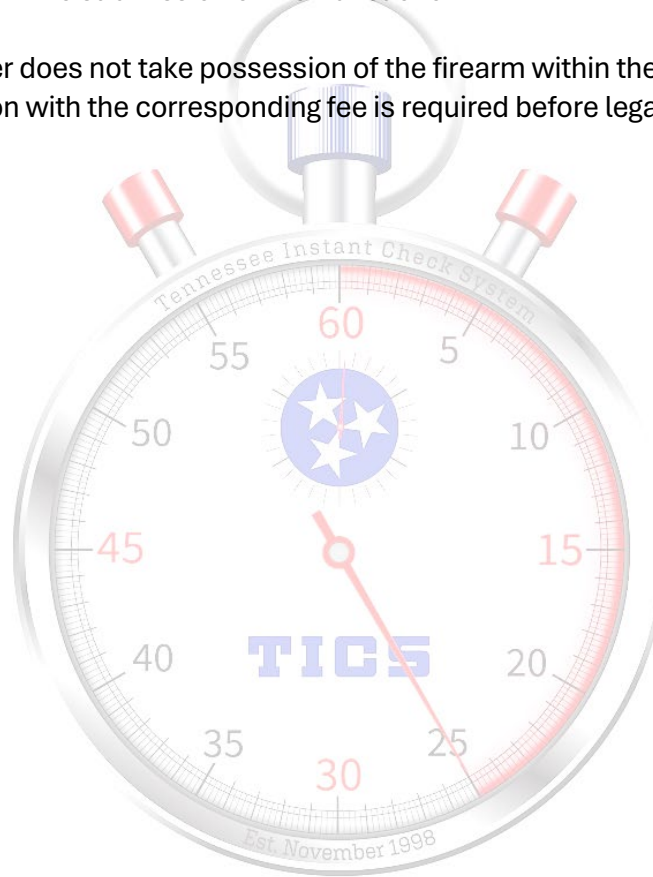 er does not take possession of the firearm within the
on with the corresponding fee is required before lega
Tennessee Instant Check System
60
55
5
50
10
45
15
40
20
TICS
35
25
30
Est. November 1998